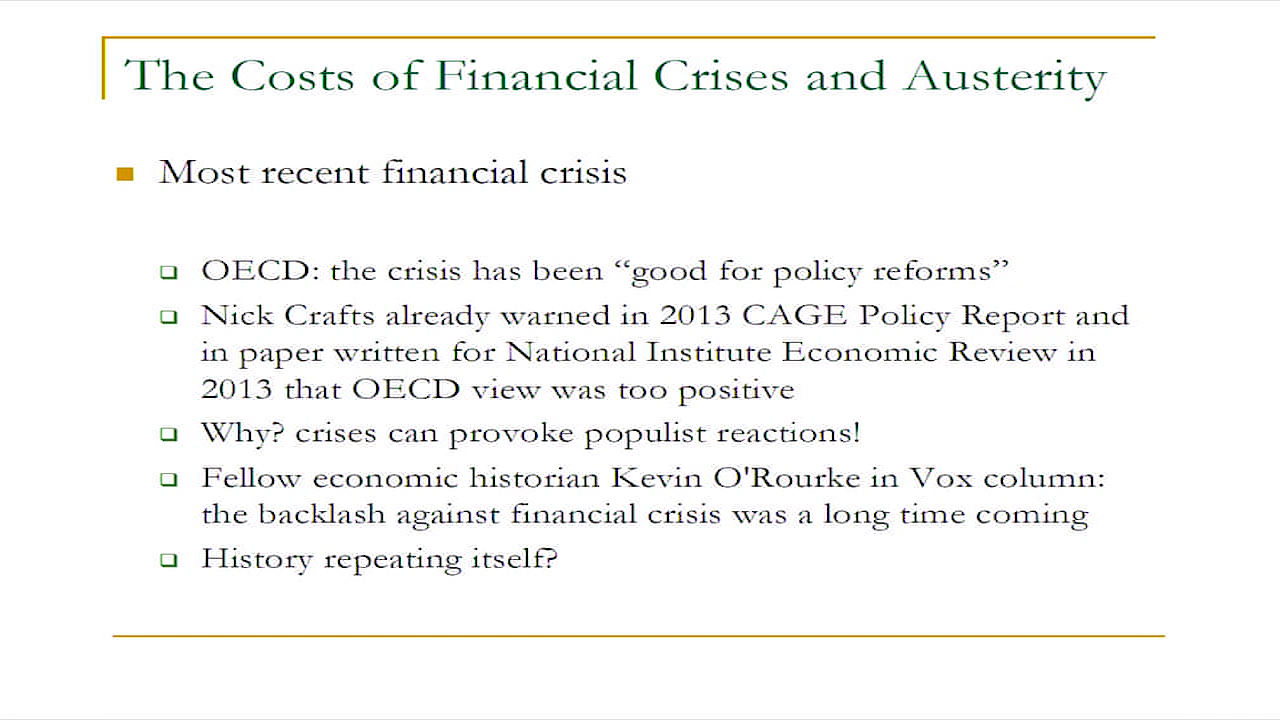 The Costs of Financial Crises and Austerity
Most recent financial crisis
OECD: the crisis has been “good for policy reforms”
Nick Crafts already warned in 2013 CAGE Policy Report and
in paper written for National Institute Economic Review in
2013 that OECD view was too positive
Why? crises can provoke populist reactions!
Fellow economic historian Kevin O'Rourke in Vox column:
the backlash against financial crisis was a long time coming
History repeating itself?